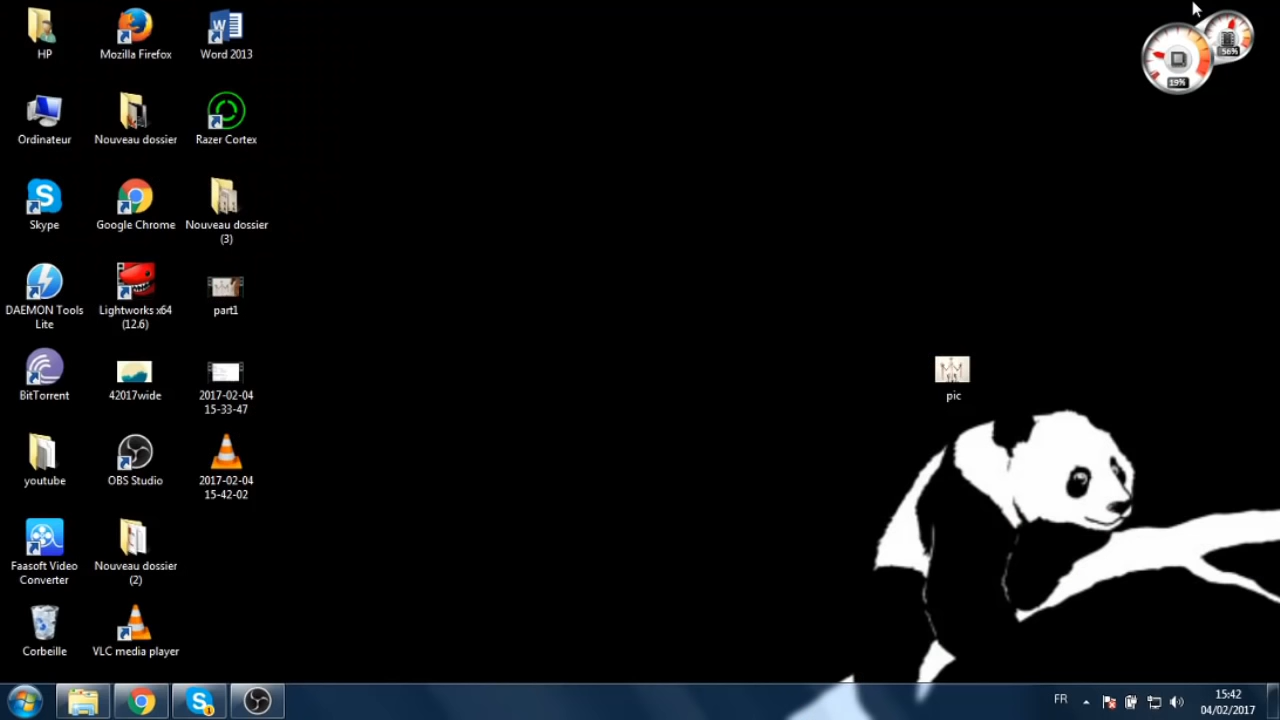 HP
Mozilla Firefox
Word 2013
56%
19%
Ordinateur
Nouveau dossier
Razer Cortex
Skype
Google Chrome
Nouveau dossier
(3)
DAEMON Tools
Lite
Lightworks x64
(12.6)
part1
BitTorrent
42017wide
2017-02-04
15-33-47
pic
youtube
OBS Studio
2017-02-04
15-42-02
Faasoft Video
Converter
Nouveau dossier
(2)
Corbeille
VLC media player
FR
15:42
04/02/2017